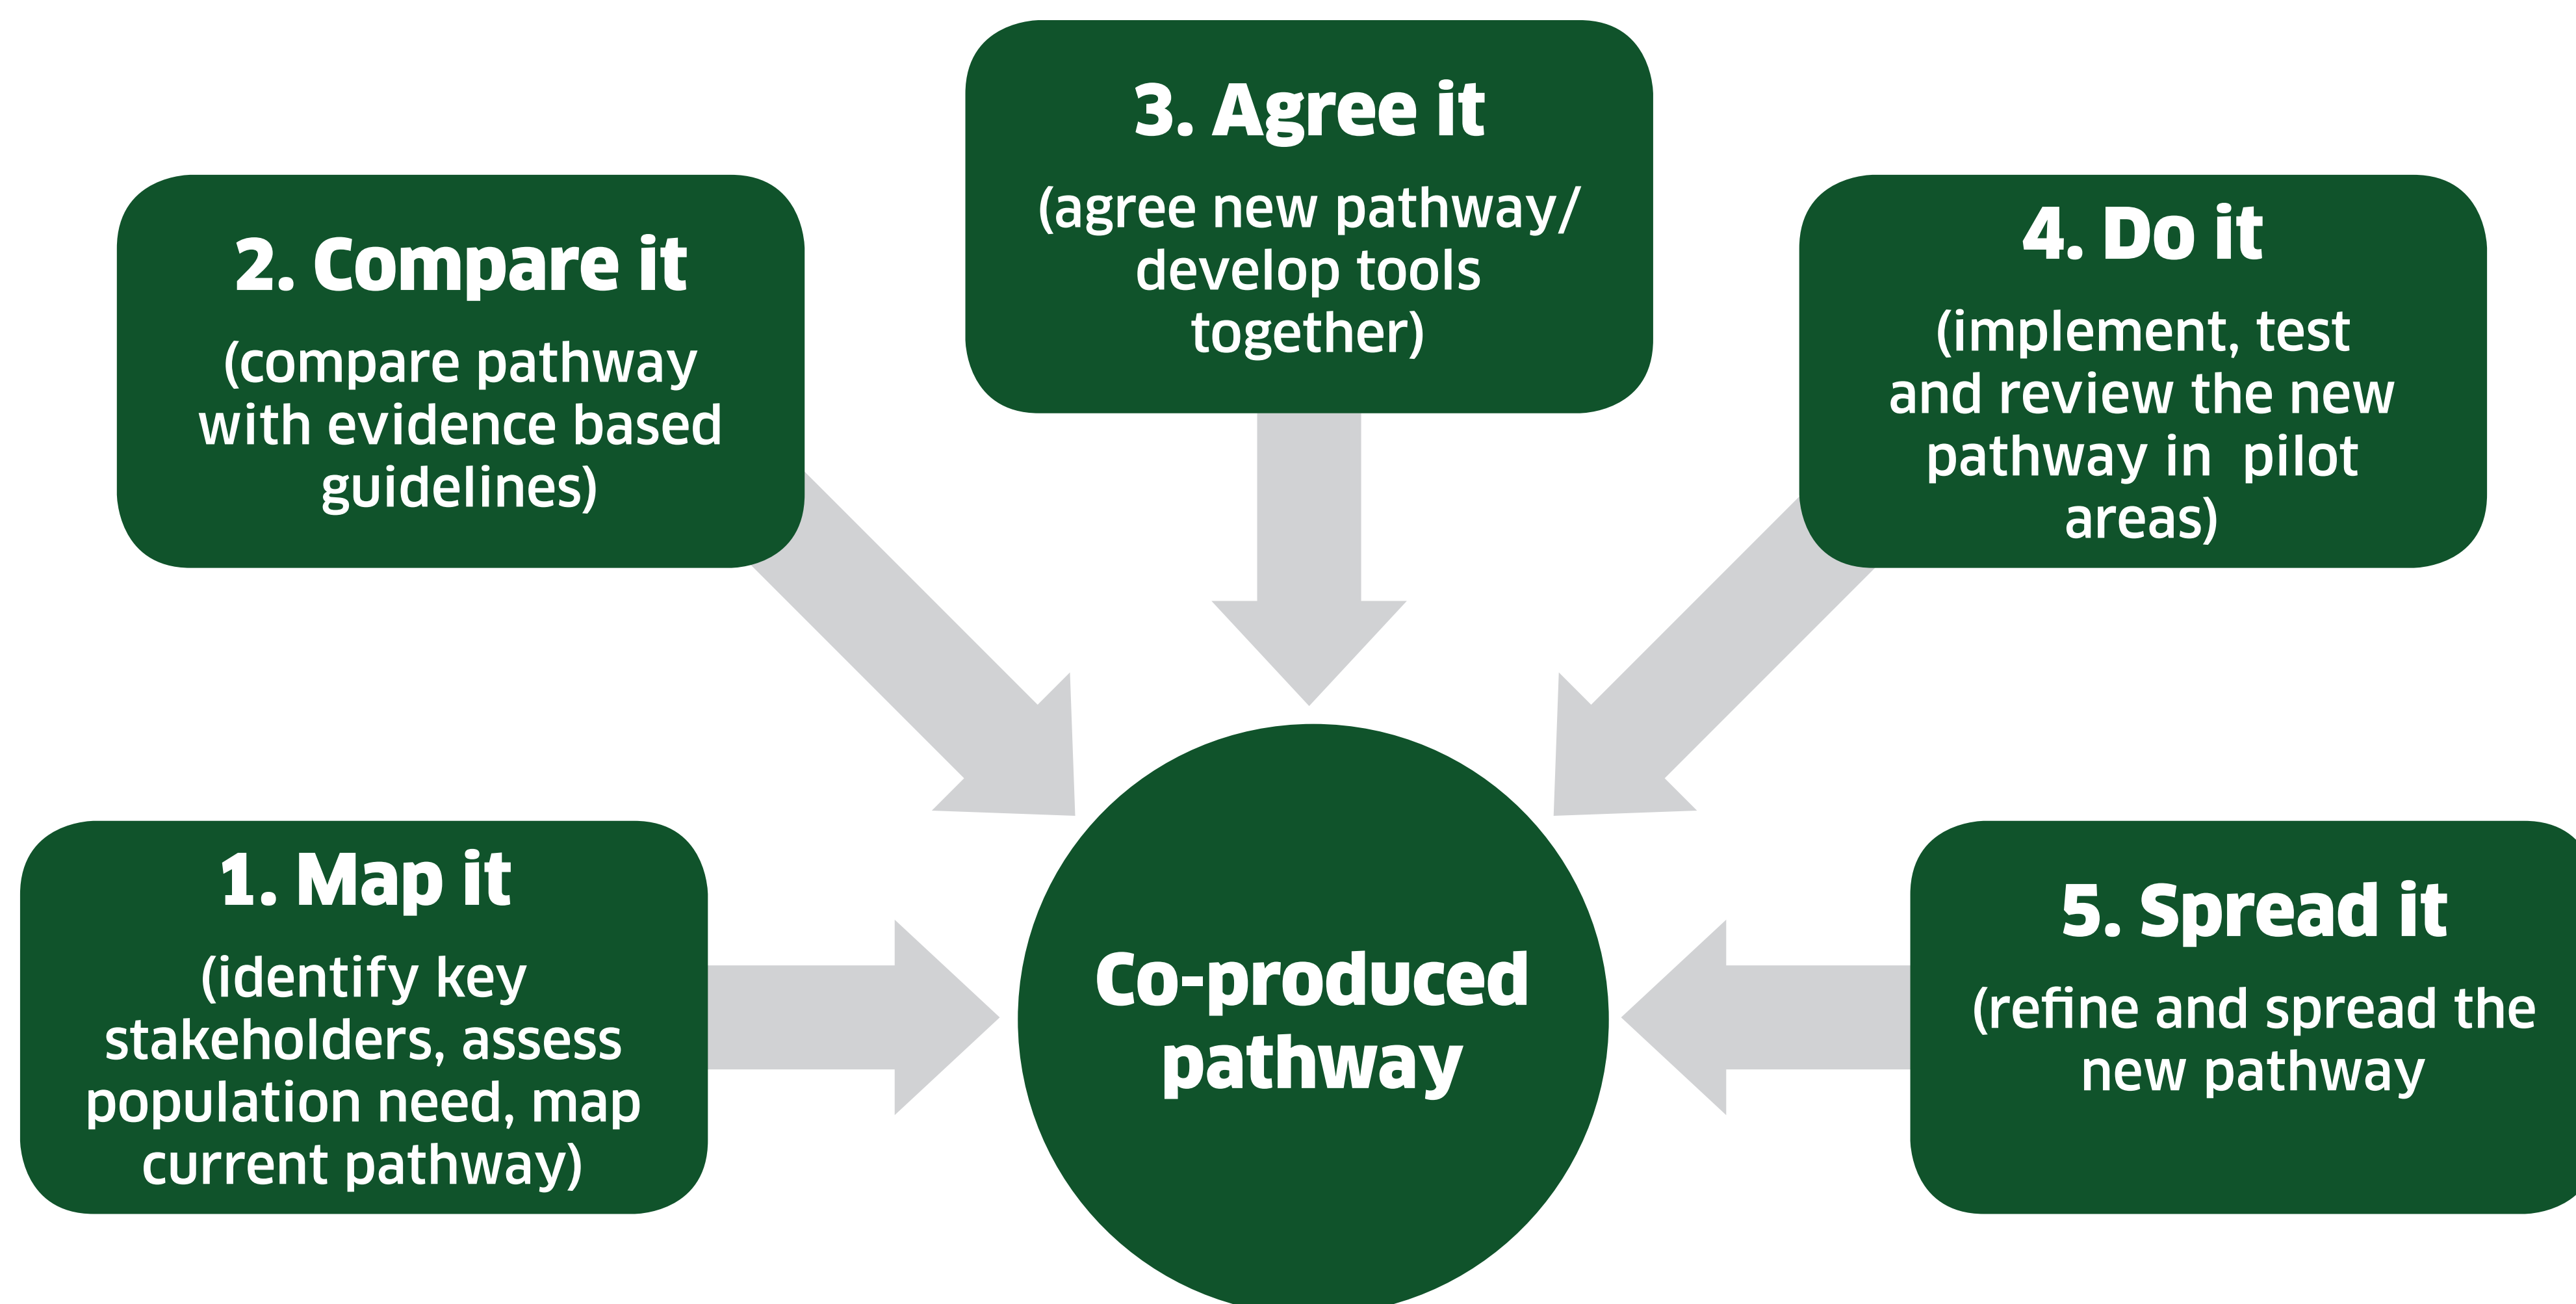 1. Map it
(identify key
stakeholders, assess
population need, map
current pathway)
2. Compare it
(compare pathway
with evidence based
guidelines)
3. Agree it
(agree new pathway/
develop tools
together)
4. Do it
(implement, test
and review the new
pathway in  pilot
areas)
5. Spread it
(refine and spread the
new pathway
Co-produced
pathway